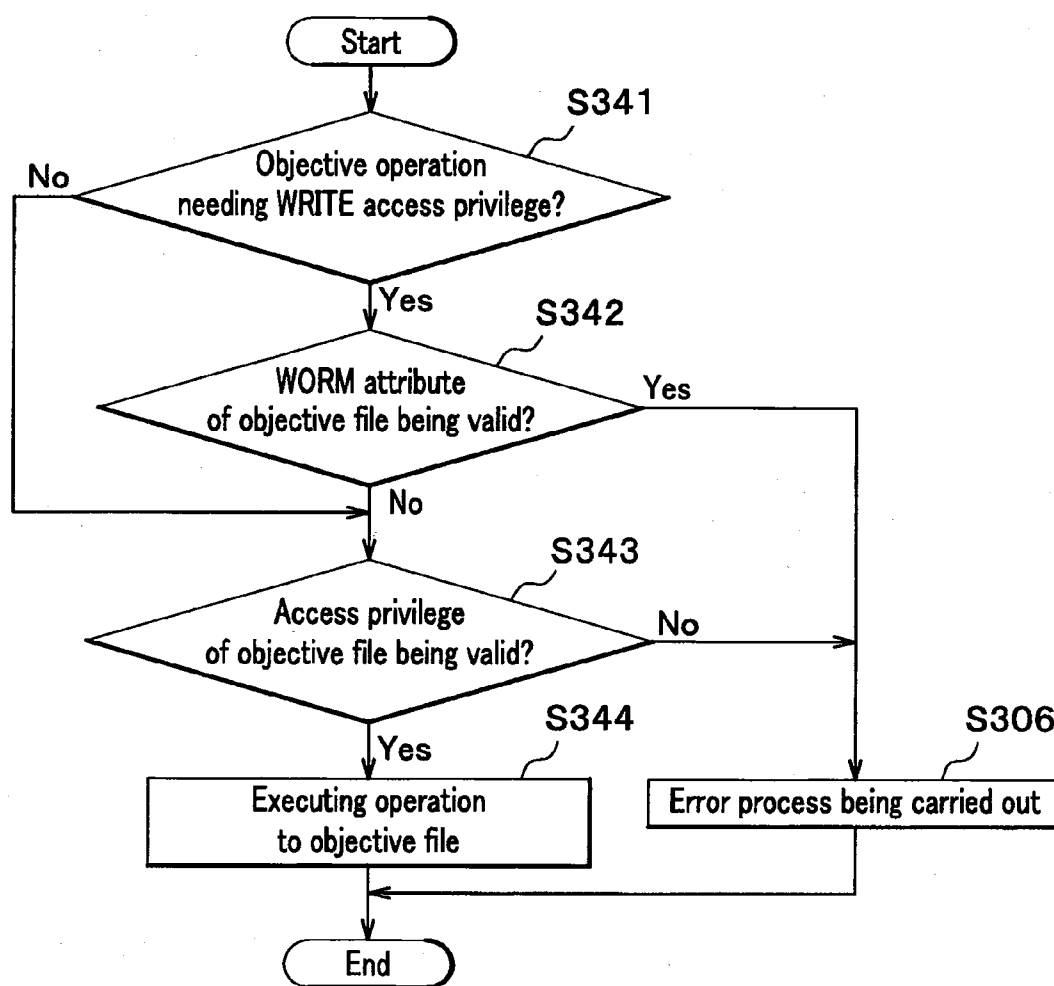 Start
S341
No
Objective operation
needing WRITE access privilege?
Yes
S342
WORM attribute
of objective file being valid?
Yes
No
S343
Access privilege
of objective file being valid?
No
S344
S306
Yes
Executing operation
to objective file
Error process being carried out
End